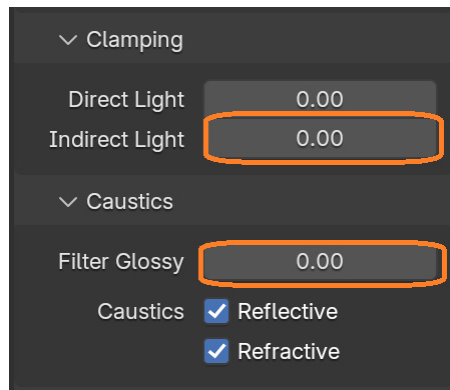 Clamping
Direct Light 0.00
Indirect Light 0.00
Caustics
Filter Glossy 0.00
Caustics Reflective
Refractive